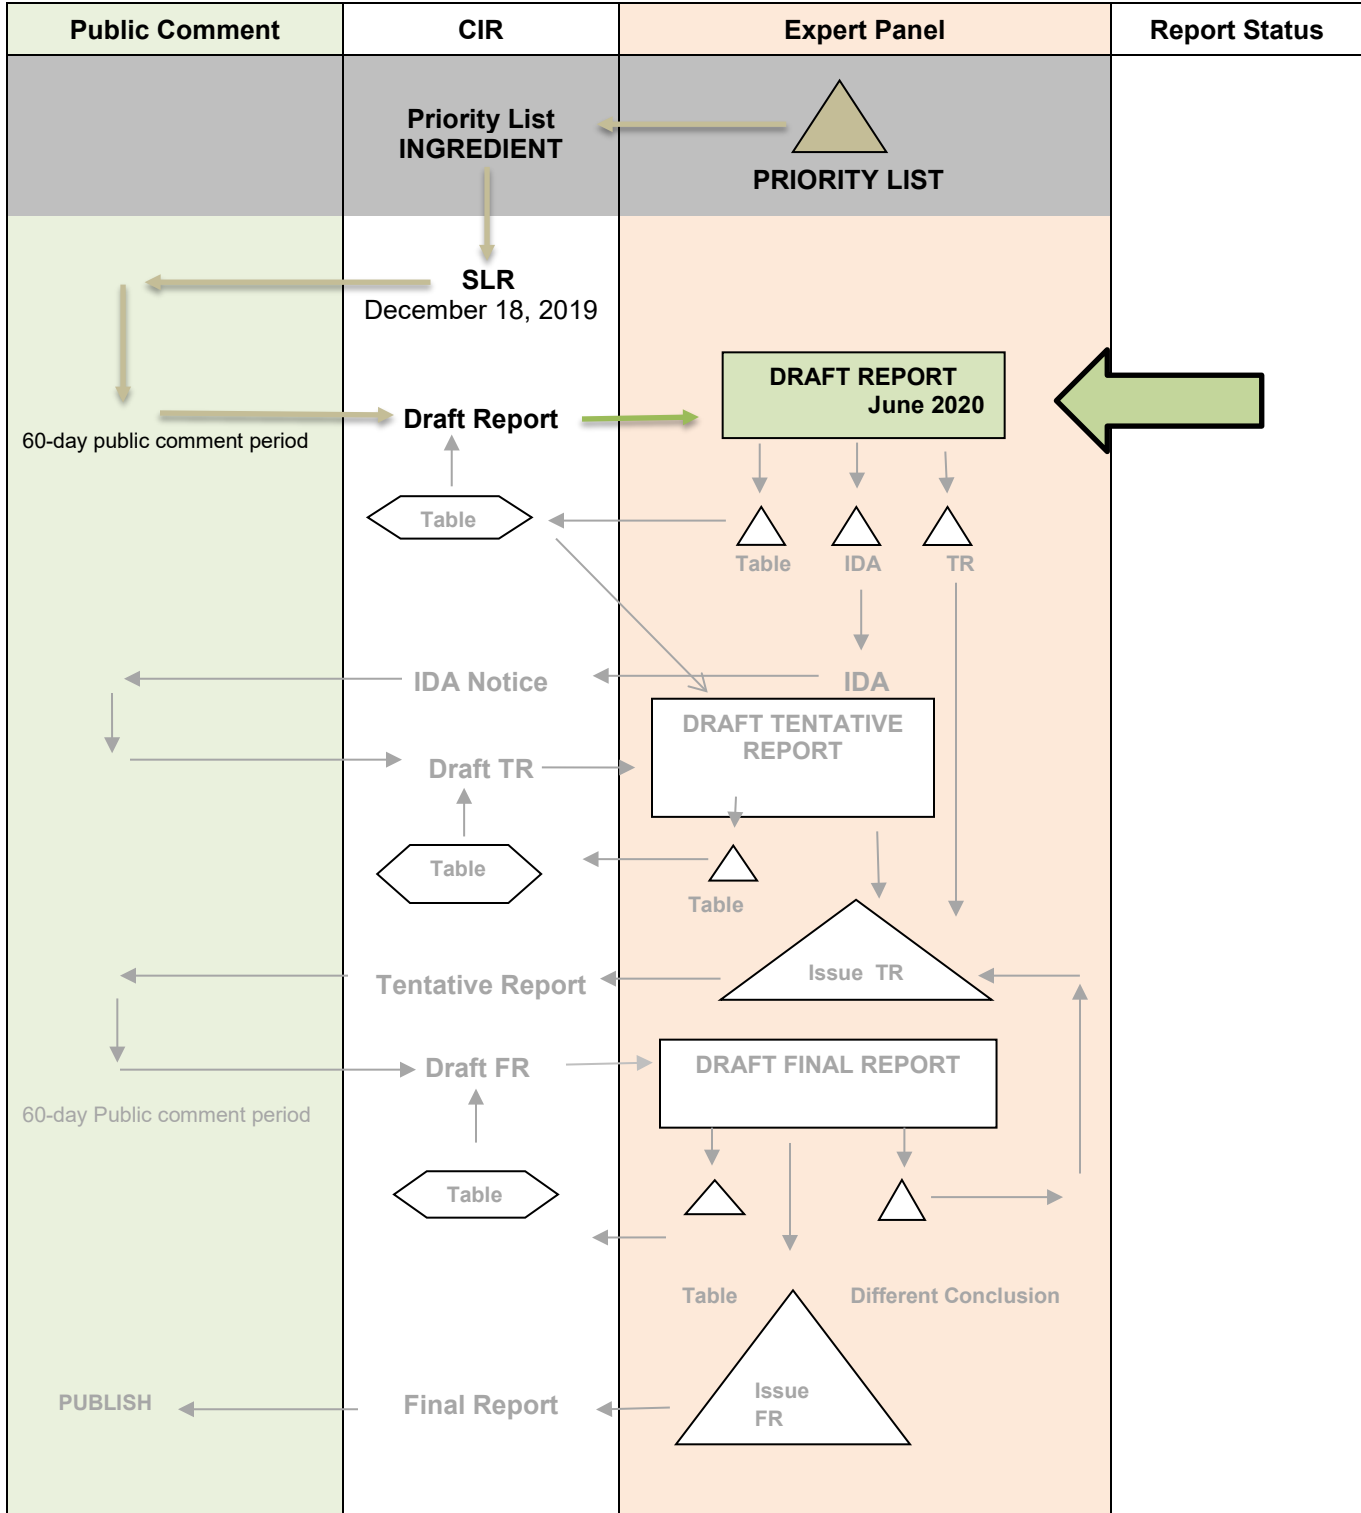 Public Comment
CIR
Expert Panel
Report Status
Priority List
INGREDIENT
PRIORITY LIST
SLR
December 18, 2019
DRAFT REPORT
June 2020
Draft Report
60-day public comment period
Table
Table
IDA
TR
IDA Notice
IDA
DRAFT TENTATIVE
REPORT
Draft TR
Table
Table
Issue TR
Tentative Report
Draft FR
DRAFT FINAL REPORT
60-day Public comment period
Table
Table
Different Conclusion
Issue
FR
PUBLISH
Final Report